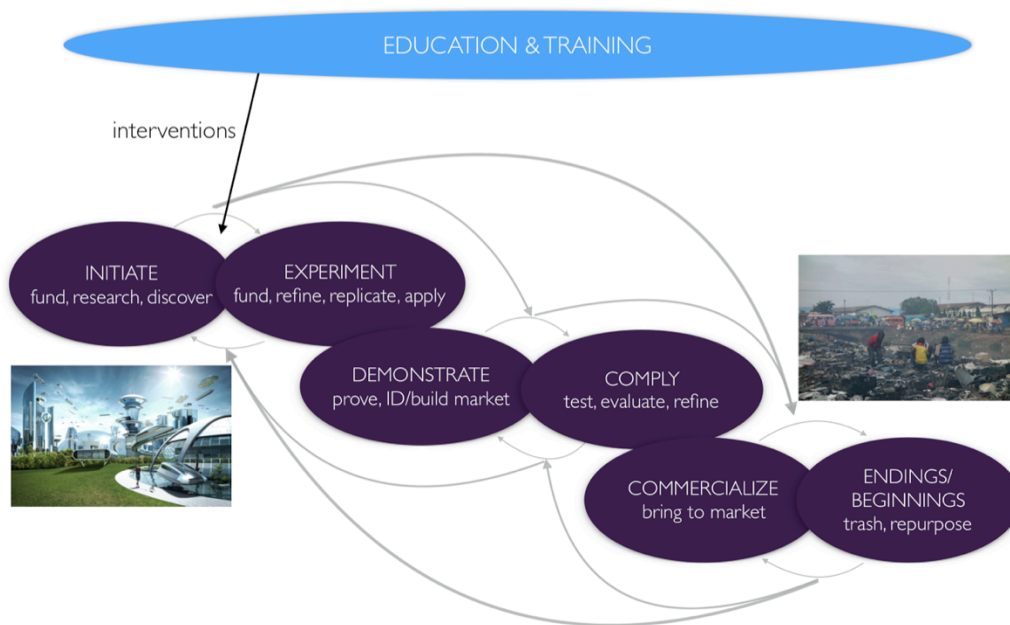 EDUCATION & TRAINING
interventions
INITIATE
fund, research, discover
EXPERIMENT
fund, refine, replicate, apply
DEMONSTRATE
prove, ID/build market
COMPLY
test, evaluate, refine
COMMERCIALIZE
bring to market
ENDINGS/
BEGINNINGS
trash, repurpose